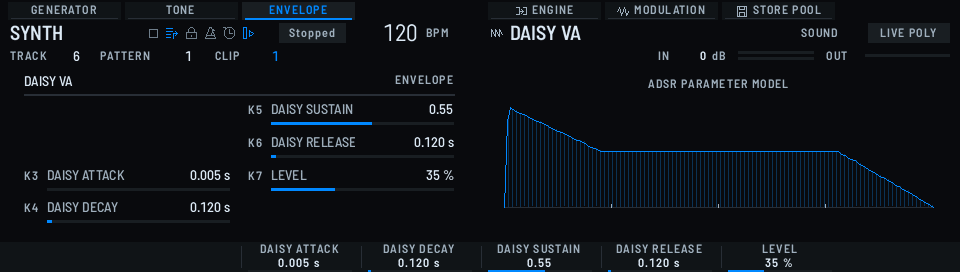 GENERATOR TONE ENVELOPE ENGINE MODULATION STORE POOL
SYNTH Stopped 120 BPM DAISY VA SOUND LIVE POLY
TRACK 6 PATTERN 1 CLIP 1 IN 0 dB OUT
DAISY VA ENVELOPE ADSR PARAMETER MODEL
K5 DAISY SUSTAIN 0.55
K6 DAISY RELEASE 0.120 s
K3 DAISY ATTACK 0.005 s K7 LEVEL 35 %
K4 DAISY DECAY 0.120 s
DAISY ATTACK DAISY DECAY DAISY SUSTAIN DAISY RELEASE LEVEL
0.005 s 0.120 s 0.55 0.120 s 35 %